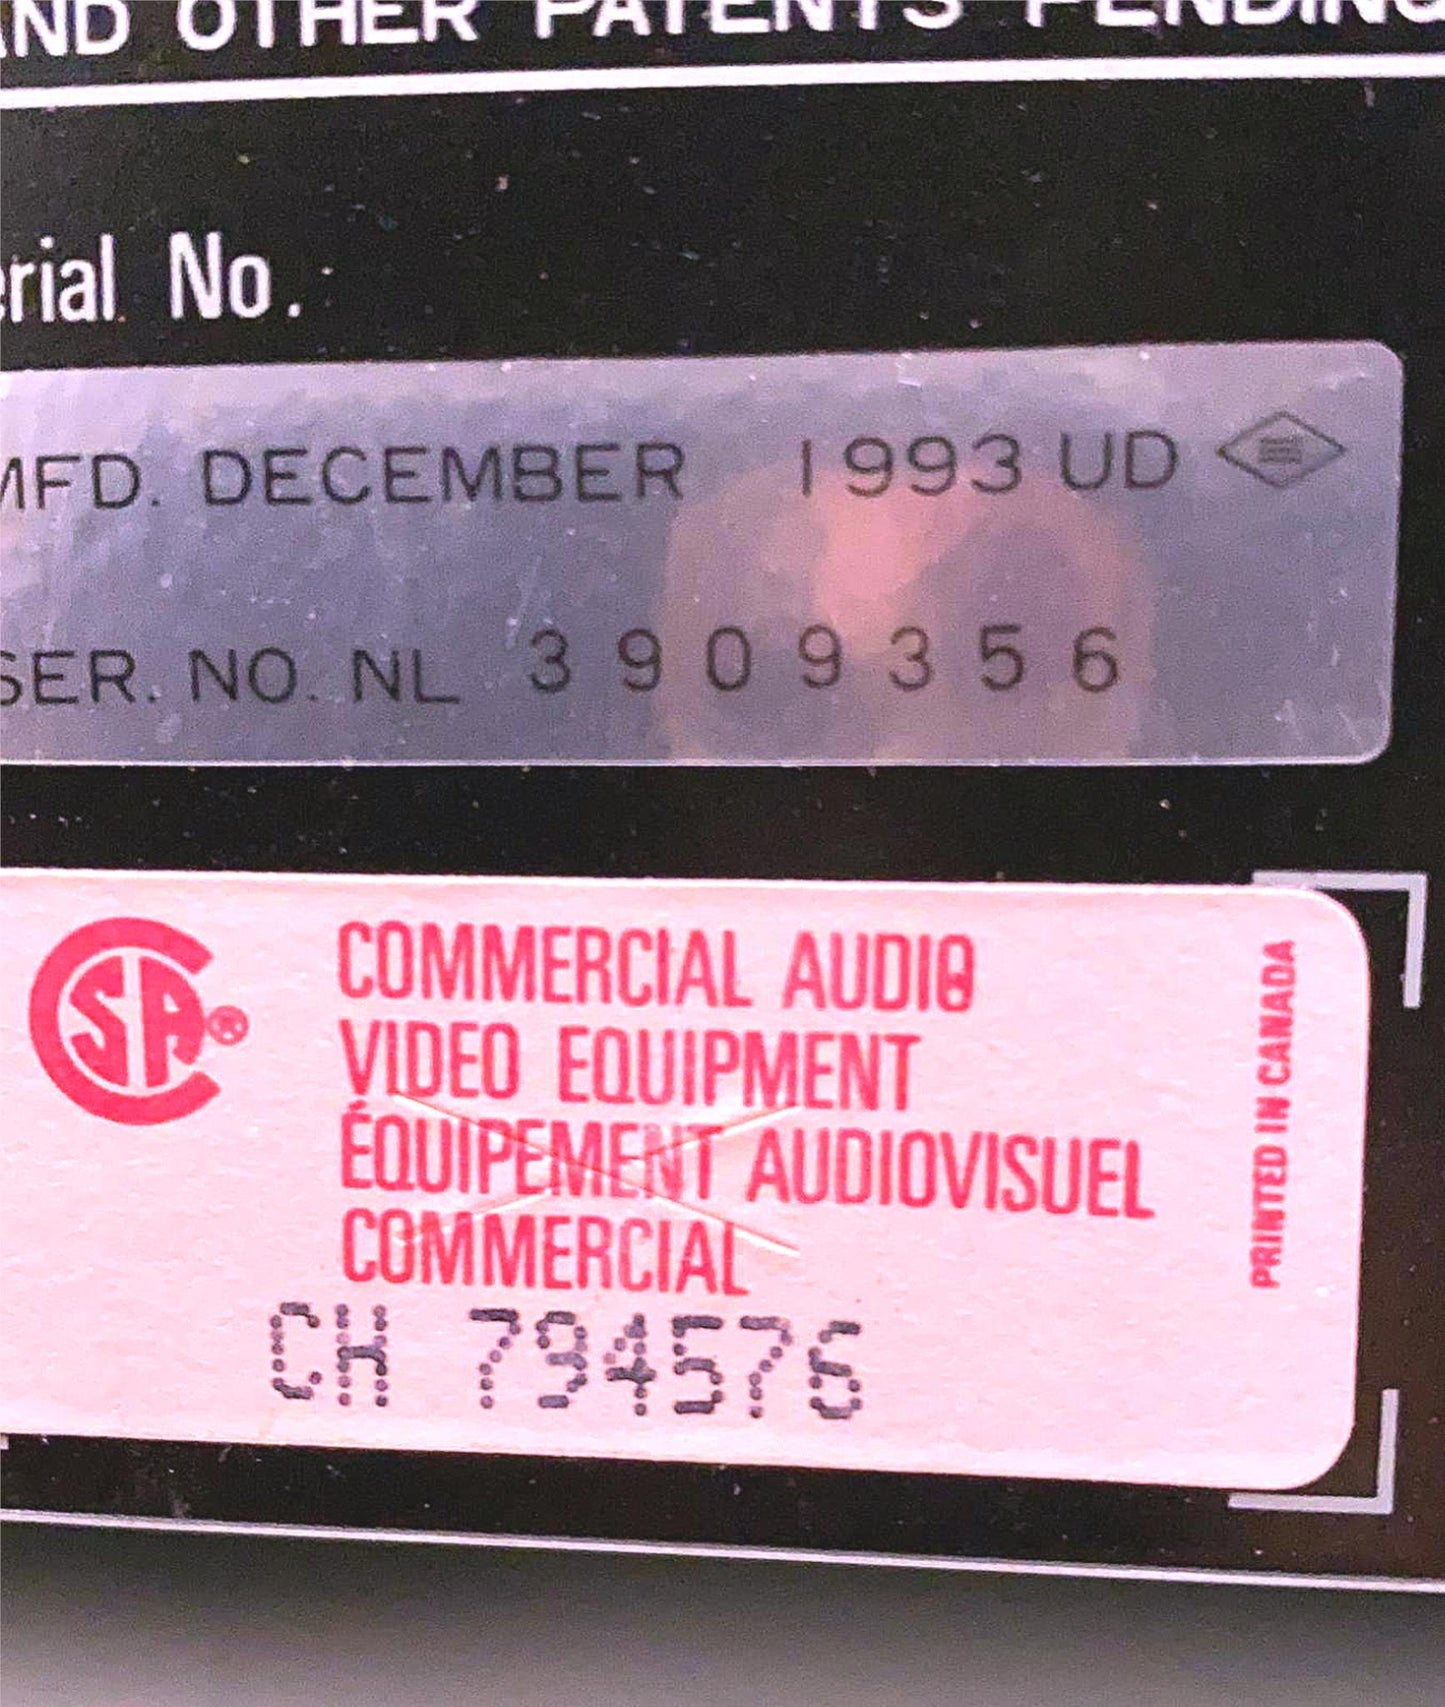 AND OTHER PATENTS PENDING
erial No.
MFD. DECEMBER 1993 UD
SER. NO. NL 3909356
CSA®
COMMERCIAL AUDIO
VIDEO EQUIPMENT
ÉQUIPEMENT AUDIOVISUEL
COMMERCIAL
CH 794576
PRINTED IN CANADA